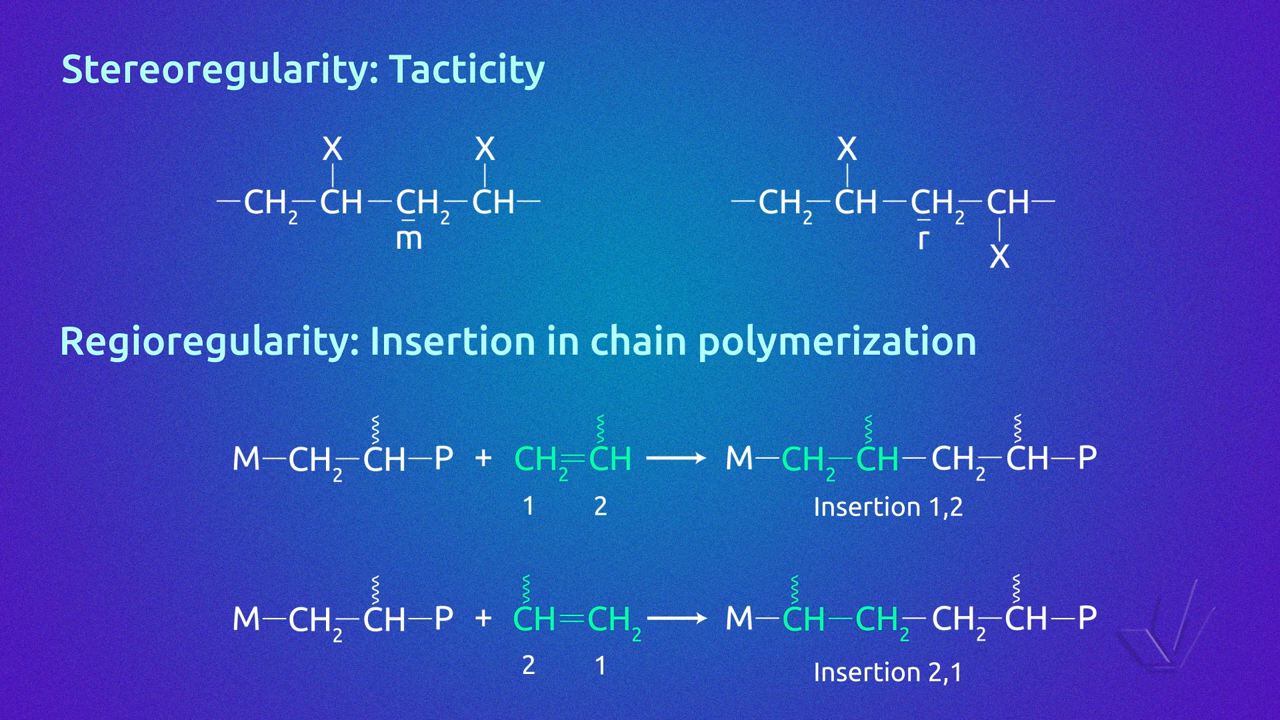 Stereoregularity: Tacticity
X X X
—CH₂—CH—CH₂—CH— —CH₂—CH—CH₂—CH—
m r
X
Regioregularity: Insertion in chain polymerization
M—CH₂—CH—P + CH₂=CH ⟶ M—CH₂—CH—CH₂—CH—P
1 2 Insertion 1,2
M—CH₂—CH—P + CH=CH₂ ⟶ M—CH—CH₂—CH₂—CH—P
2 1 Insertion 2,1